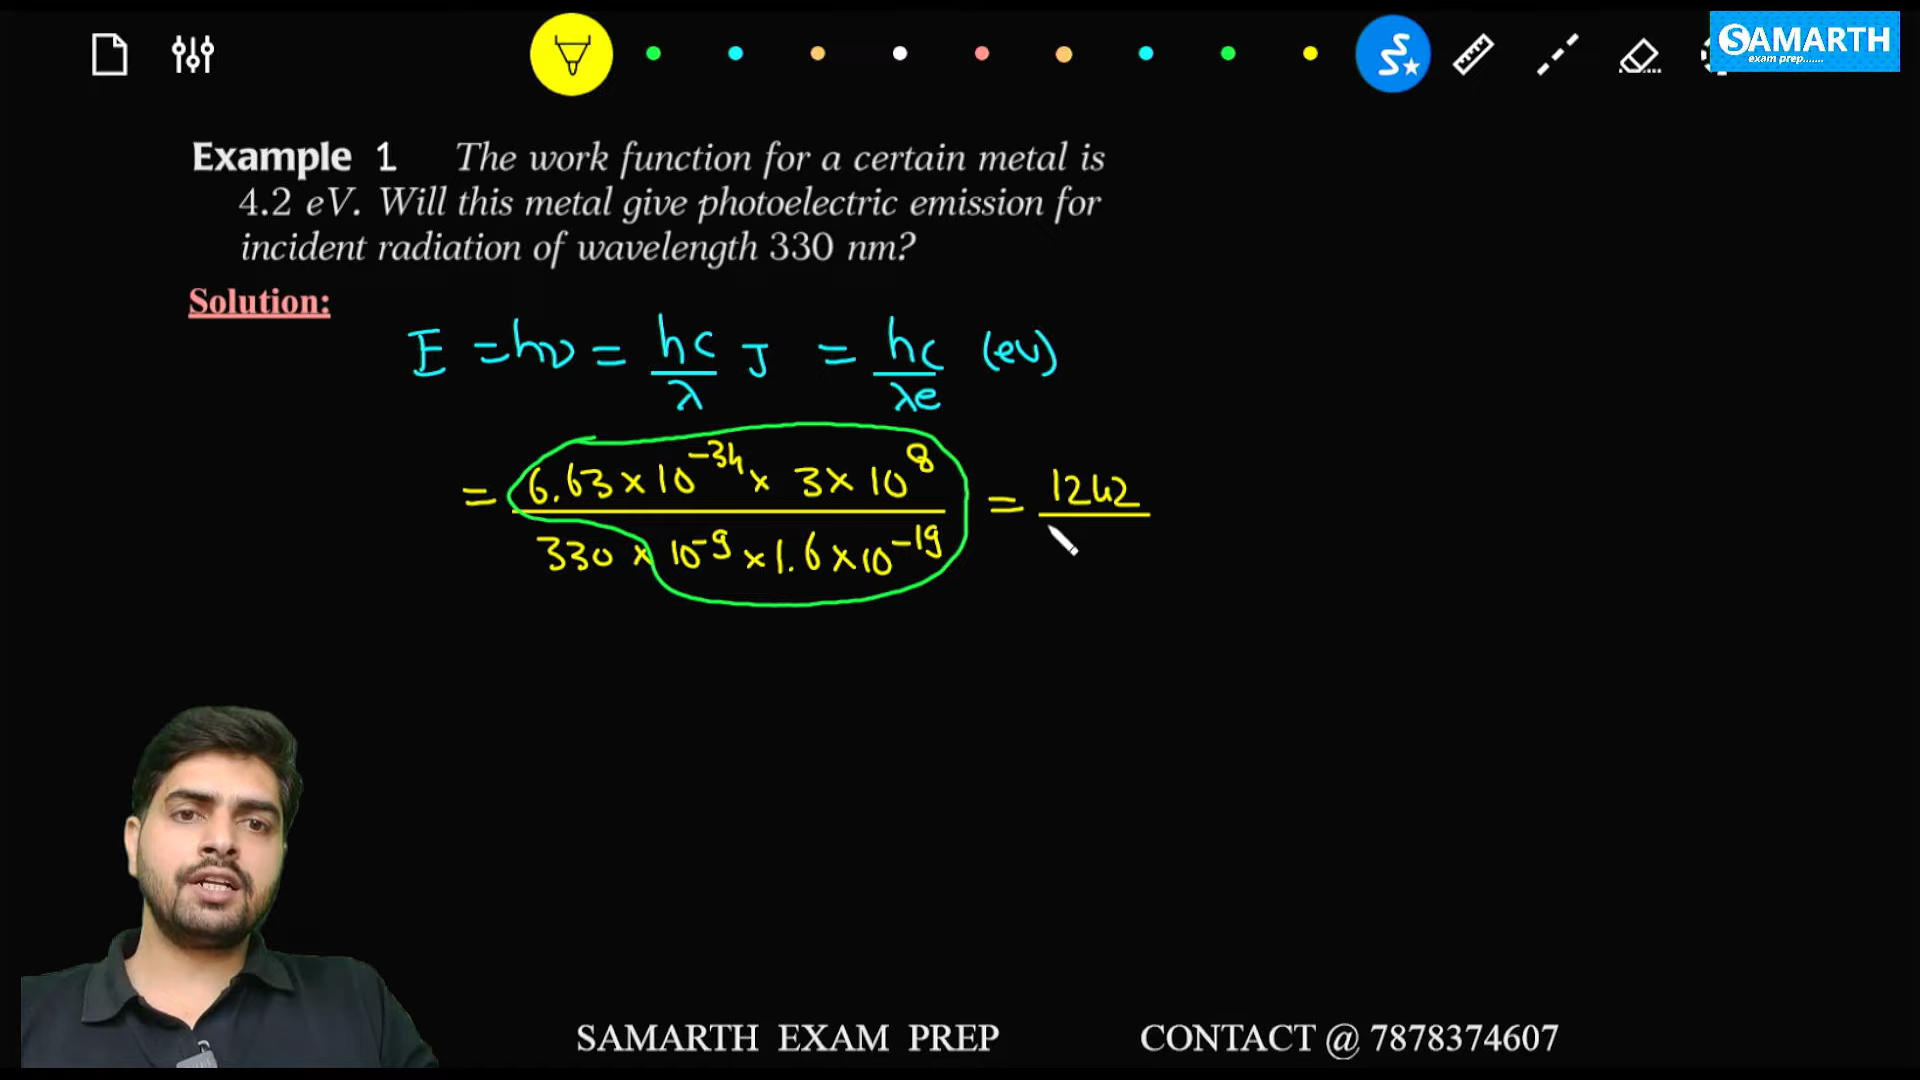 SAMARTH
exam prep.......
Example 1 The work function for a certain metal is
4.2 eV. Will this metal give photoelectric emission for
incident radiation of wavelength 330 nm?
Solution:
E = hν = hc/λ J = hc/λe (ev)
= 6.63 × 10^-34 × 3 × 10^8 / 330 × 10^-9 × 1.6 × 10^-19 = 1242
SAMARTH EXAM PREP CONTACT @ 7878374607